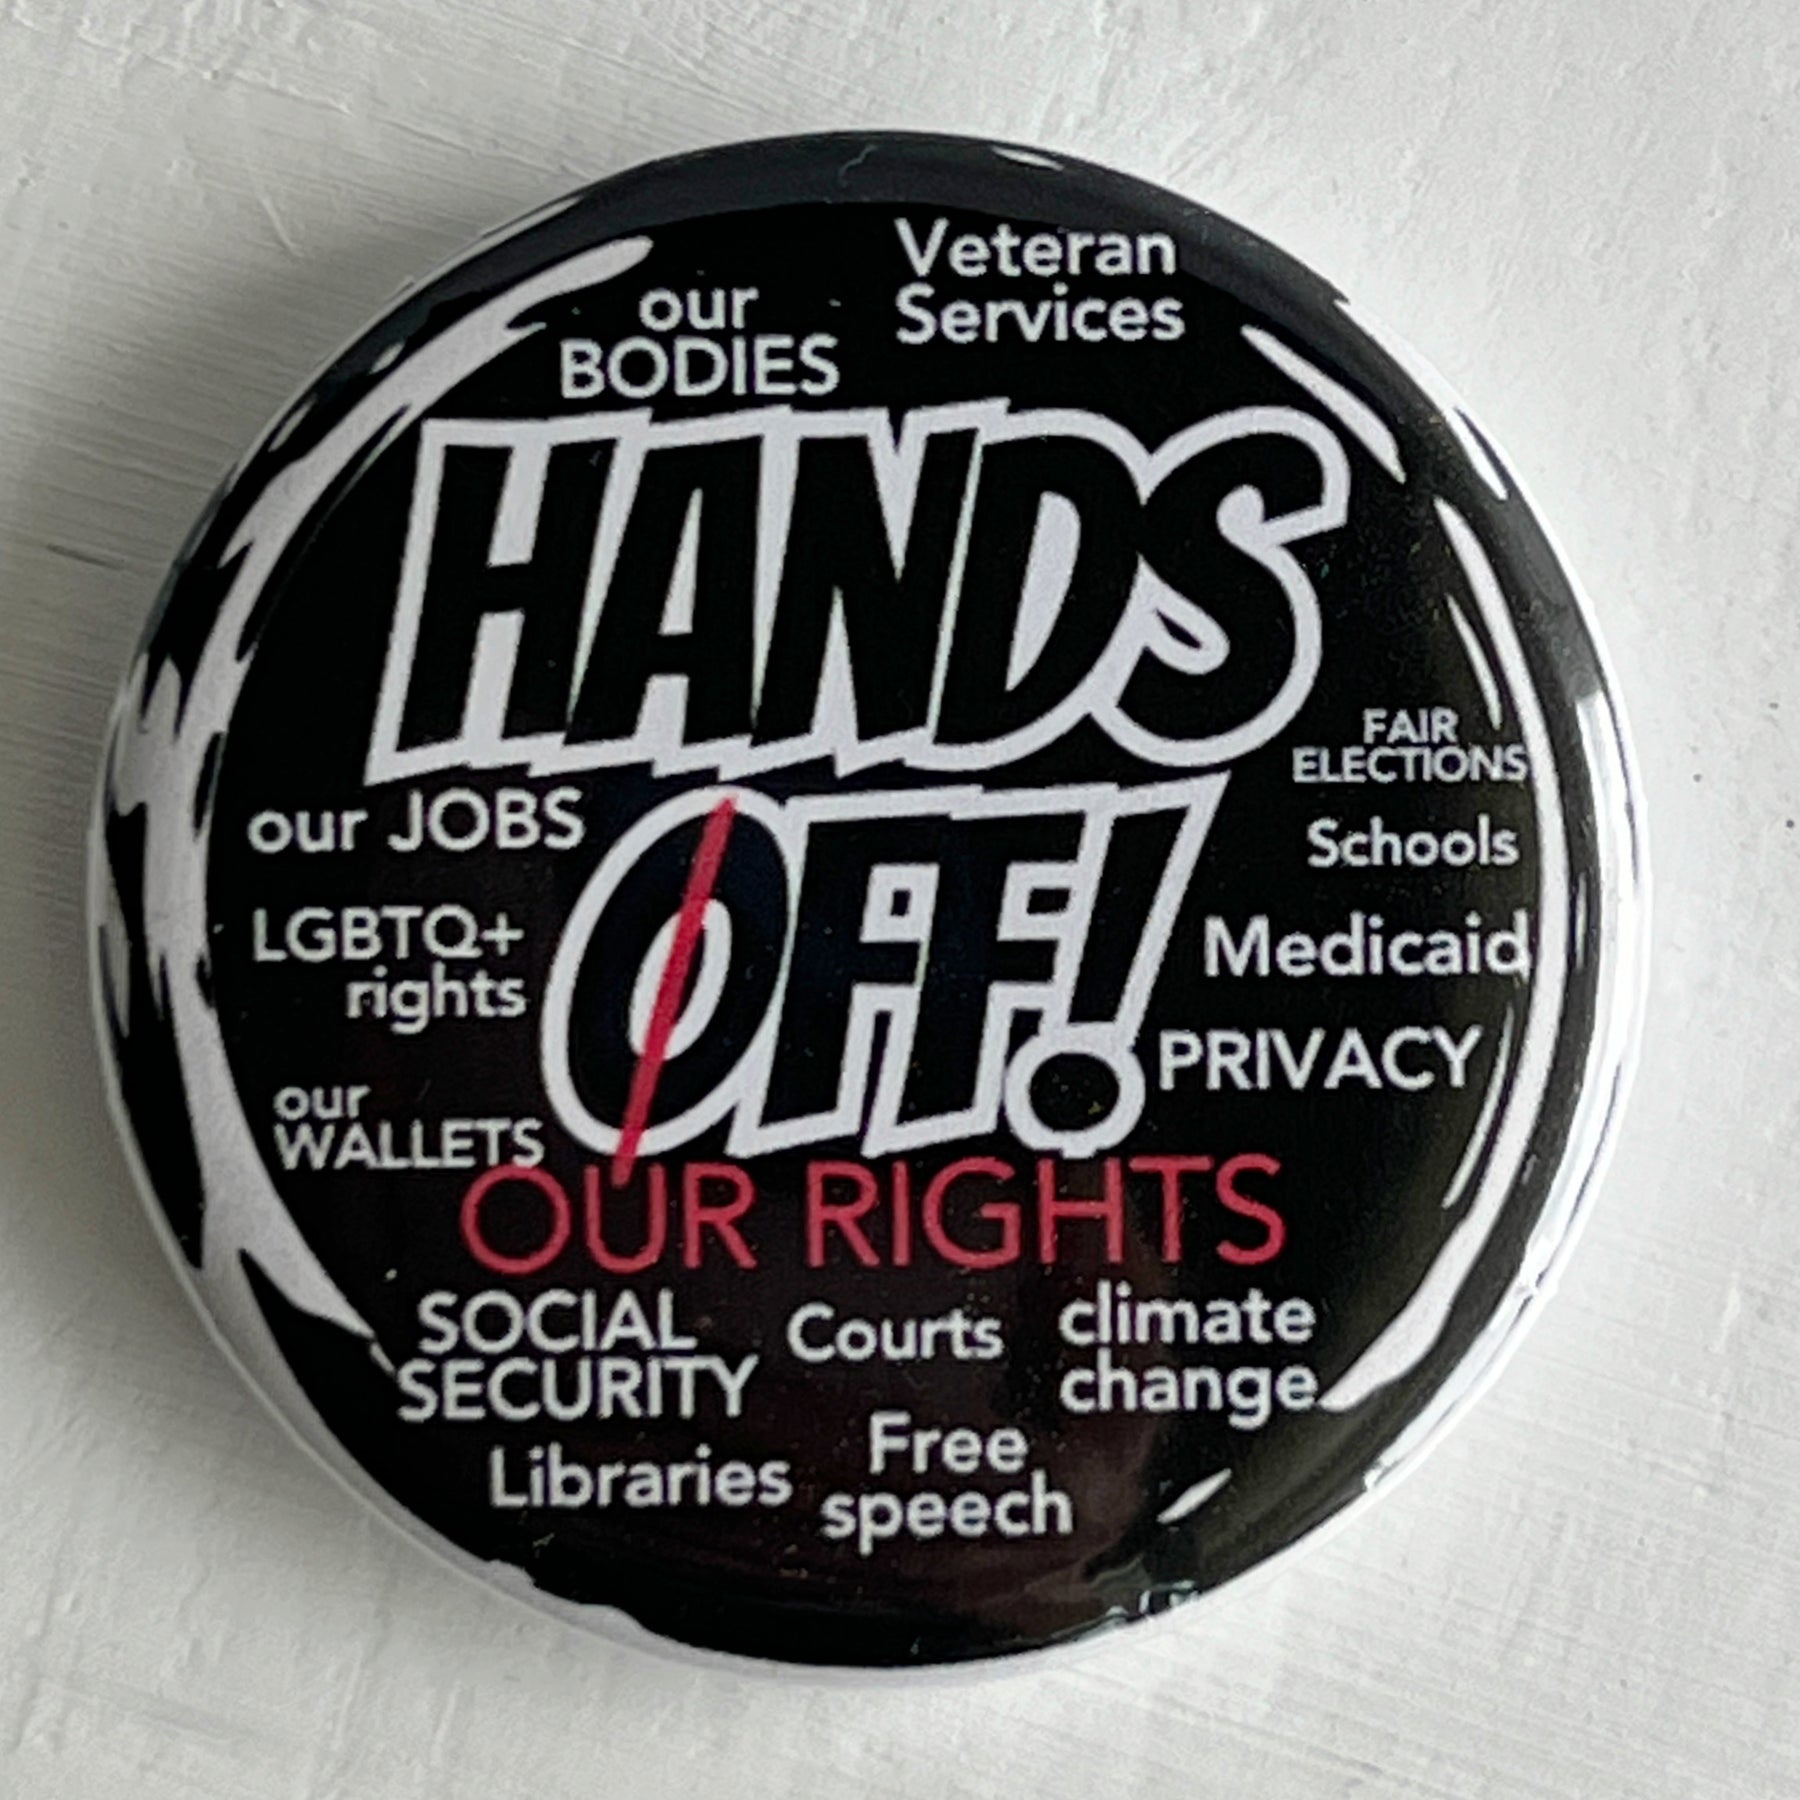 Veteran
Services
our
BODIES
HANDS
OFF!
our JOBS
LGBTQ+
rights
our
WALLETS
FAIR
ELECTIONS
Schools
Medicaid
PRIVACY
OUR RIGHTS
SOCIAL
SECURITY
Courts
climate
change
Libraries
Free
speech